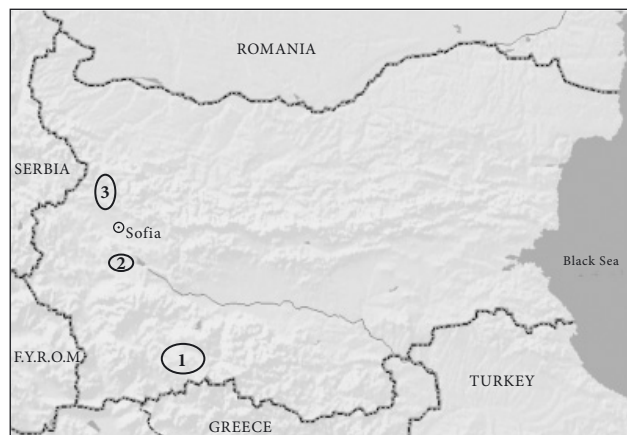 ROMANIA
SERBIA
3
Sofia
2
Black Sea
1
F.Y.R.O.M.
TURKEY
GREECE